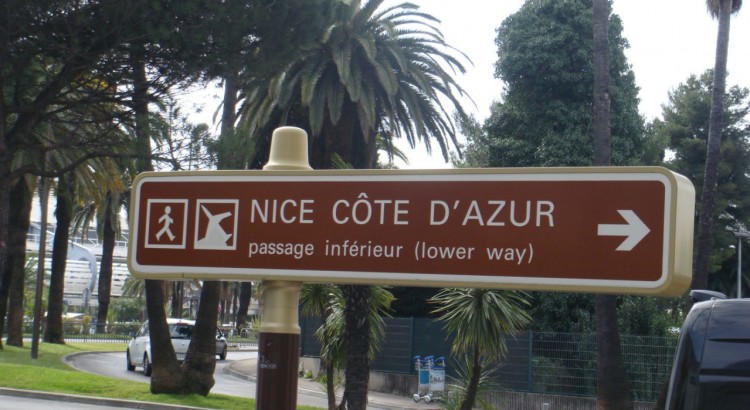 NICE CÔTE D'AZUR
passage inférieur (lower way)